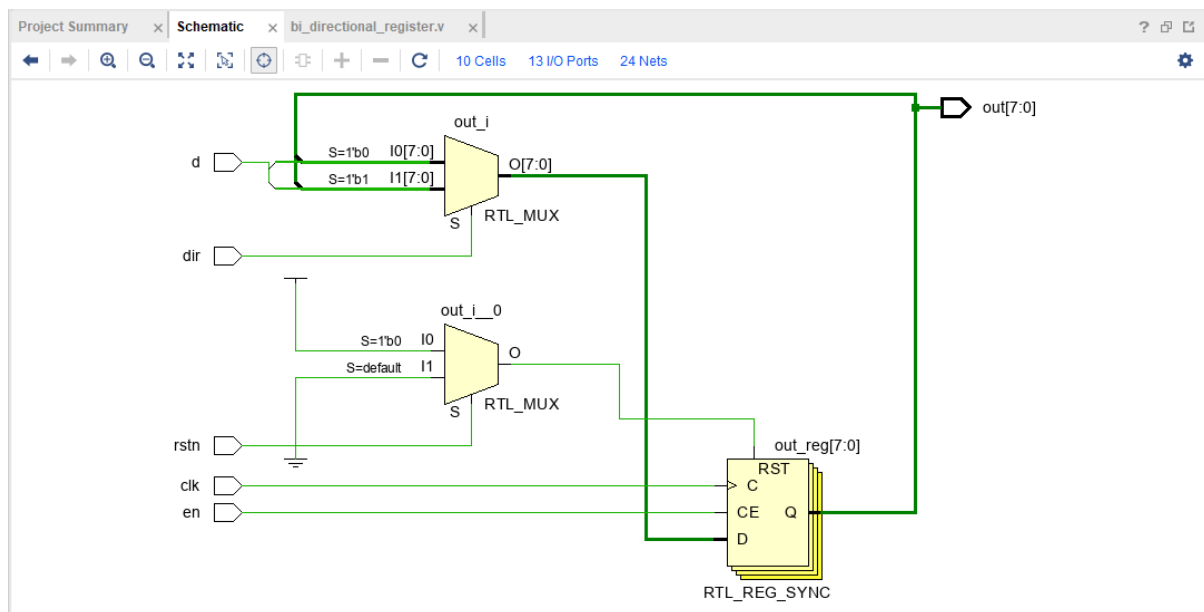 Project Summary × Schematic × bi_directional_register.v × ?
10 Cells 13 I/O Ports 24 Nets
out[7:0]
out_i
d
S=1'b0 I0[7:0]
O[7:0]
S=1'b1 I1[7:0]
S RTL_MUX
dir
out_i__0
S=1'b0 I0
O
S=default I1
S RTL_MUX
rstn
out_reg[7:0]
RST
clk
C
en
CE Q
D
RTL_REG_SYNC